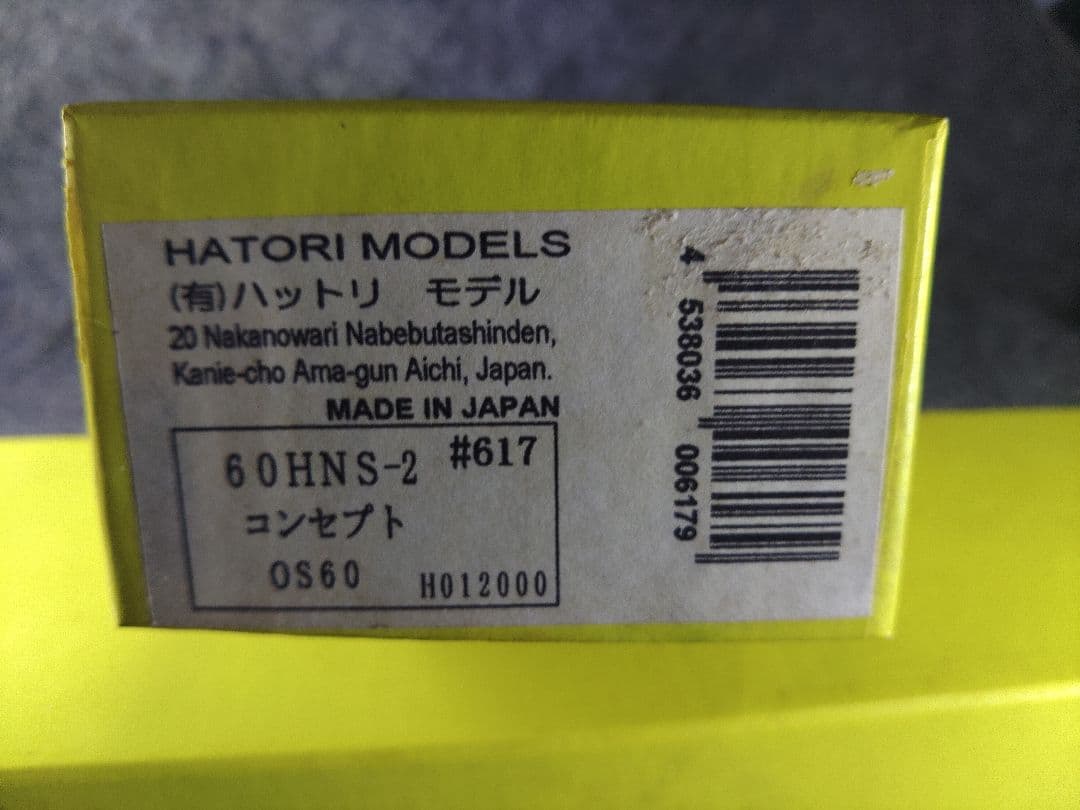 HATORI MODELS
(有)ハットリ モデル
20 Nakanowari Nabebutashinden,
Kanie-cho Ama-gun Aichi, Japan.
MADE IN JAPAN
60HNS-2 #617
コンセプト
OS60 H012000
4 538036 006179